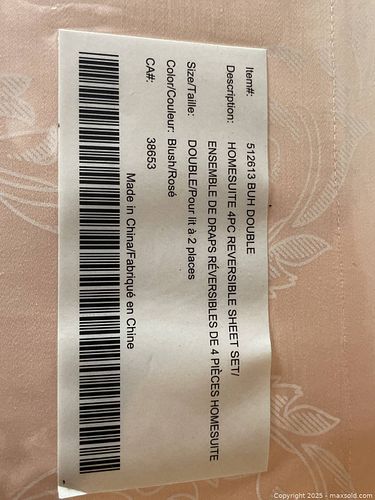 Item#: 512613 BUH DOUBLE
Description: HOMESUITE 4PC REVERSIBLE SHEET SET/
ENSEMBLE DE DRAPS RÉVERSIBLES DE 4 PIÈCES HOMESUITE
Size/Taille: DOUBLE/Pour lit à 2 places
Color/Couleur: Blush/Rosé
CA#: 38653
Made in China/Fabriqué en Chine
Copyright © 2025 - maxsold.com